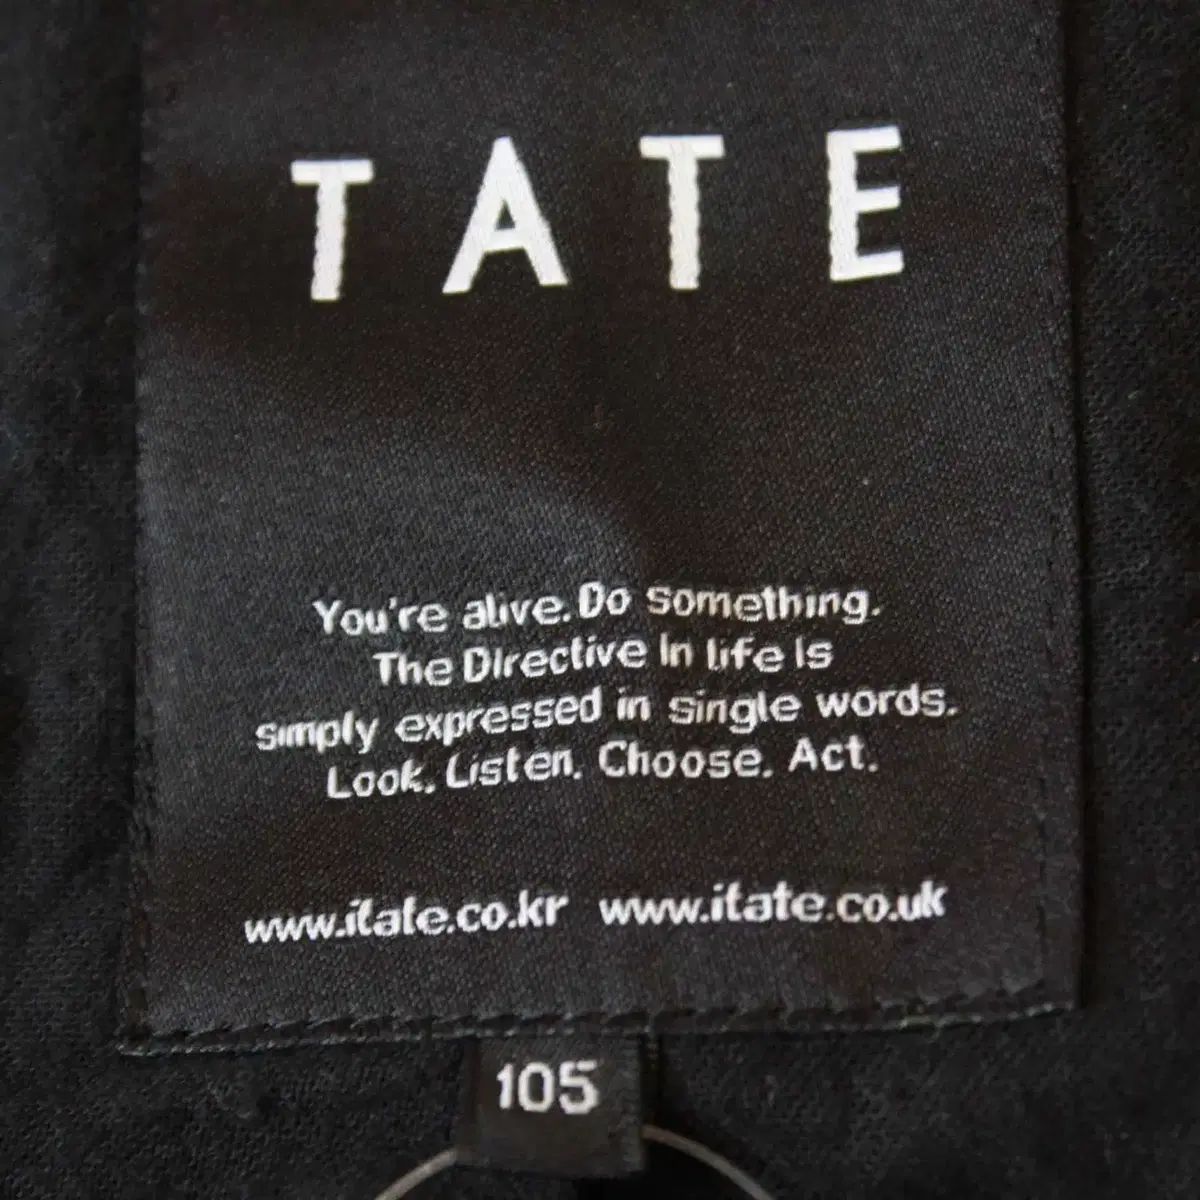 TATE
You're alive. Do something.
The Directive In life Is
simply expressed in single words.
Look. Listen. Choose. Act.
www.itate.co.kr www.itate.co.uk
105